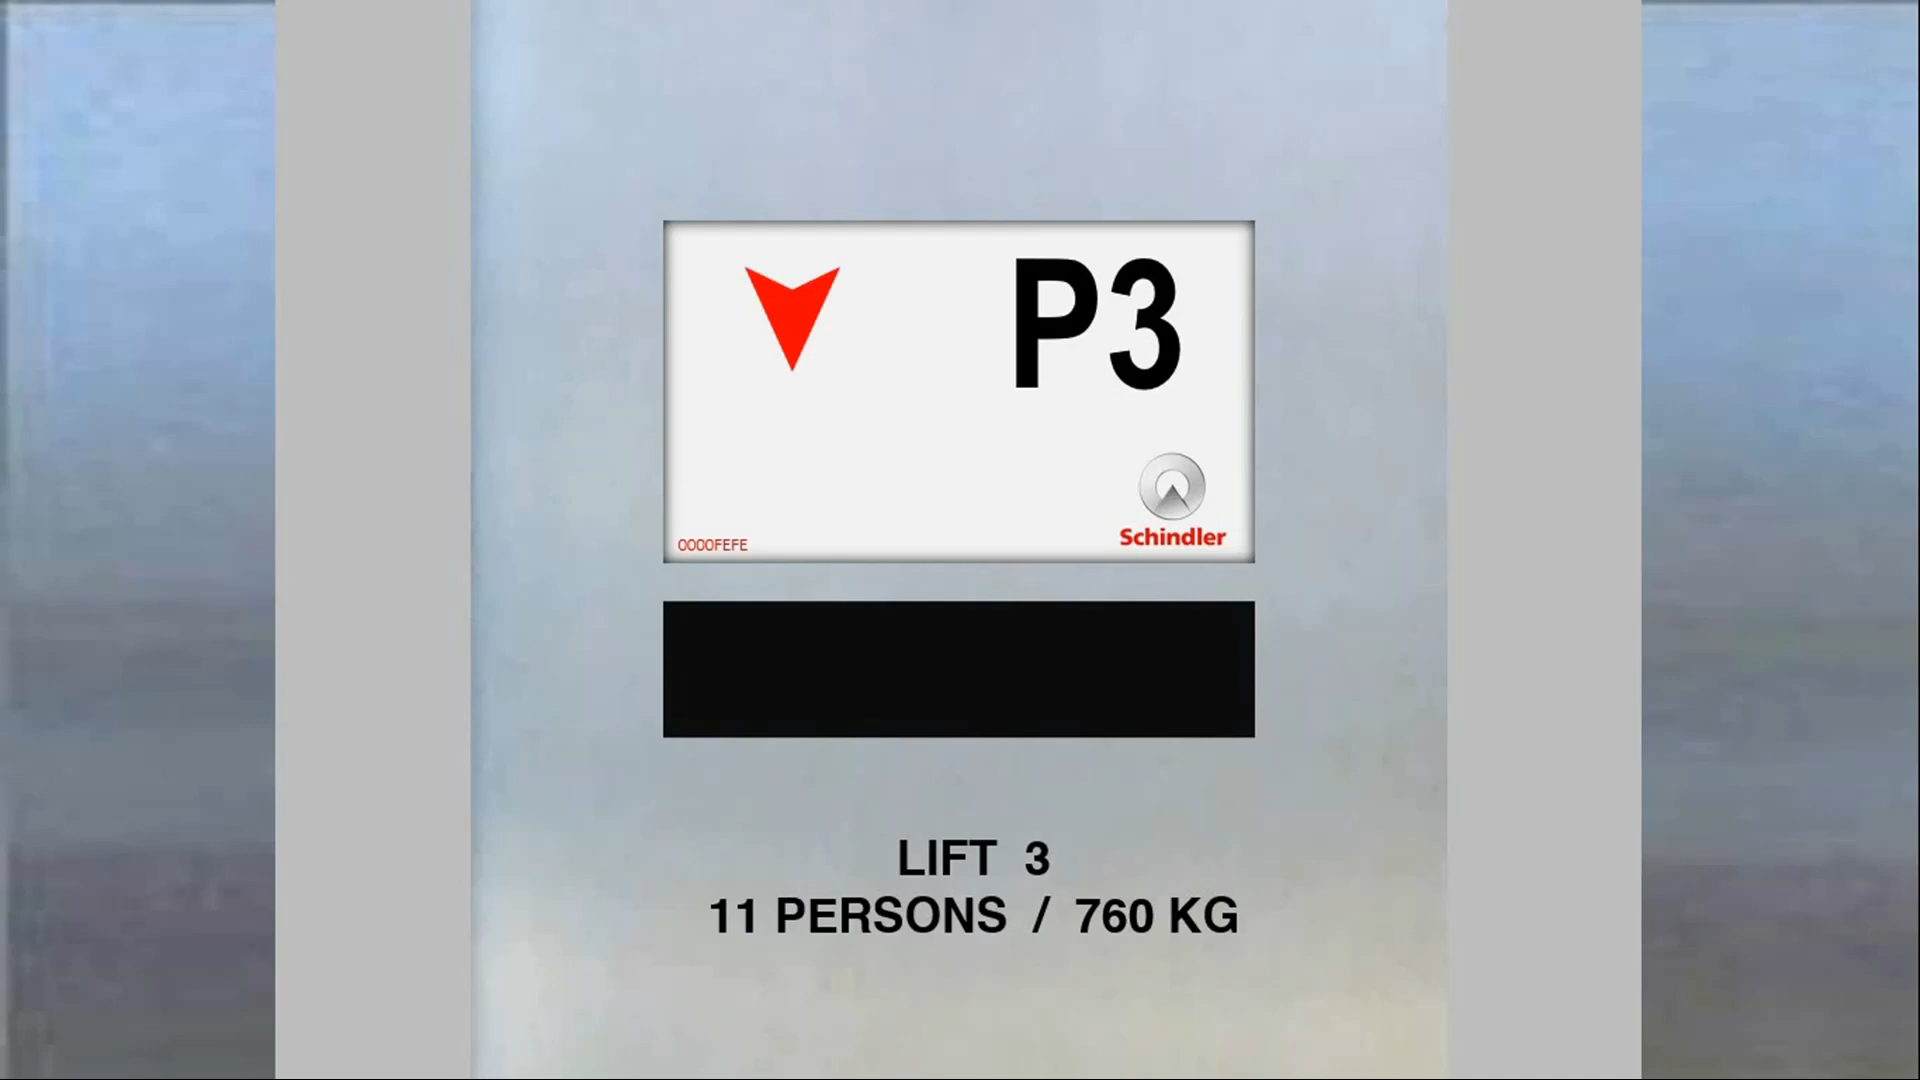 P3
Schindler
0000FEFE
LIFT 3
11 PERSONS / 760 KG